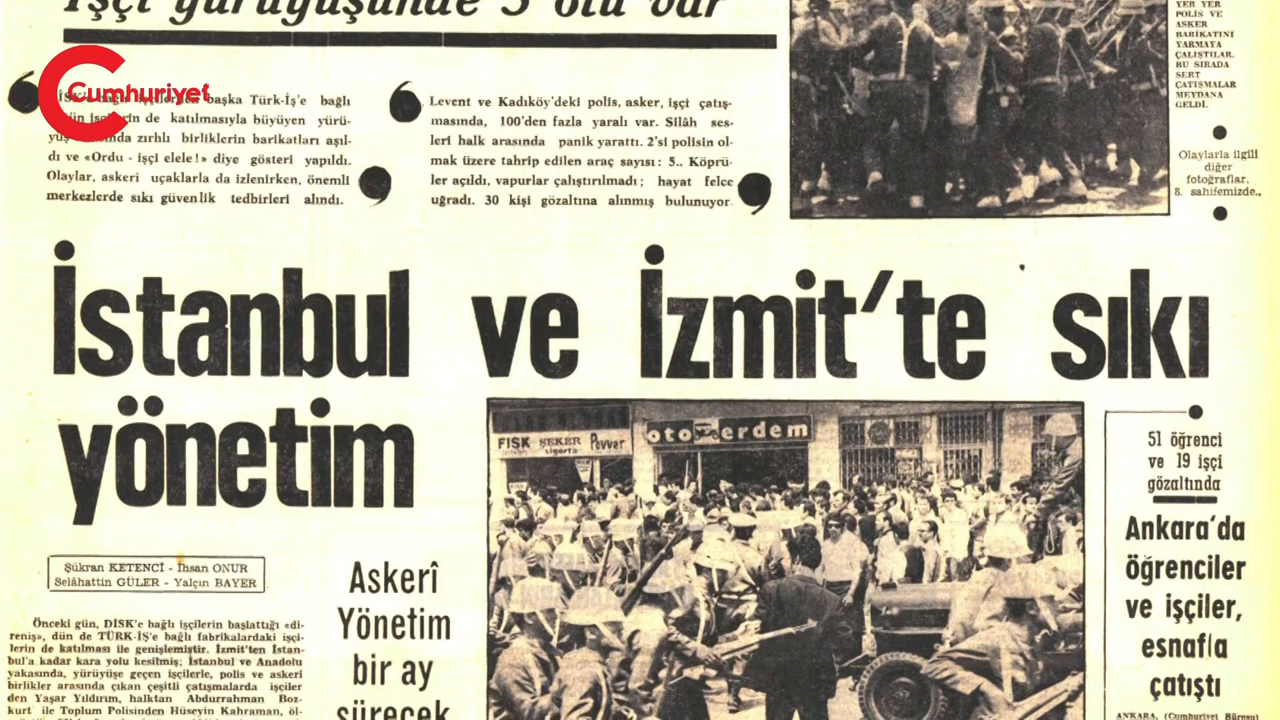 İşçi yürüyüşünde 3 ölü var
Cumhuriyet
başka Türk-İş'e bağlı
de katılmasıyla büyüyen yürü-
zırhlı birliklerin barikatları aşıl-
dı ve «Ordu - işçi elele!» diye gösteri yapıldı.
Olaylar, askerî uçaklarla da izlenirken, önemli
merkezlerde sıkı güvenlik tedbirleri alındı.
Levent ve Kadıköy'deki polis, asker, işçi çatış-
masında, 100'den fazla yaralı var. Silâh ses-
leri halk arasında panik yarattı. 2'si polisin ol-
mak üzere tahrip edilen araç sayısı: 5.. Köprü-
ler açıldı, vapurlar çalıştırılmadı; hayat felce
uğradı. 30 kişi gözaltına alınmış bulunuyor.
YER YER
POLİS VE
ASKER
BARİKATINI
YARMAYA
ÇALIŞTILAR.
BU SIRADA
SERT
ÇATIŞMALAR
MEYDANA
GELDİ.
Olaylarla ilgili
diğer
fotoğraflar,
8. sahifemizde..
İstanbul ve İzmit'te sıkı
yönetim
FISK ŞEKER
sigorta
oto erdem
51 öğrenci
ve 19 işçi
gözaltında
Ankara'da
öğrenciler
ve işçiler,
esnafla
çatıştı
ANKARA, (Cumhuriyet Bürosu)
Şükran KETENCİ - İhsan ONUR
Selâhattin GÜLER - Yalçın BAYER
Önceki gün, DİSK'e bağlı işçilerin başlattığı «di-
reniş», dün de TÜRK-İŞ'e bağlı fabrikalardaki işçi-
lerin de katılması ile genişlemiştir. İzmit'ten İstan-
bul'a kadar kara yolu kesilmiş; İstanbul ve Anadolu
yakasında, yürüyüşe geçen işçilerle, polis ve askerî
birlikler arasında çıkan çeşitli çatışmalarda işçiler
den Yaşar Yıldırım, halktan Abdurrahman Boz-
kurt ile Toplum Polisinden Hüseyin Kahraman, öl-
Askerî
Yönetim
bir ay
sürecek